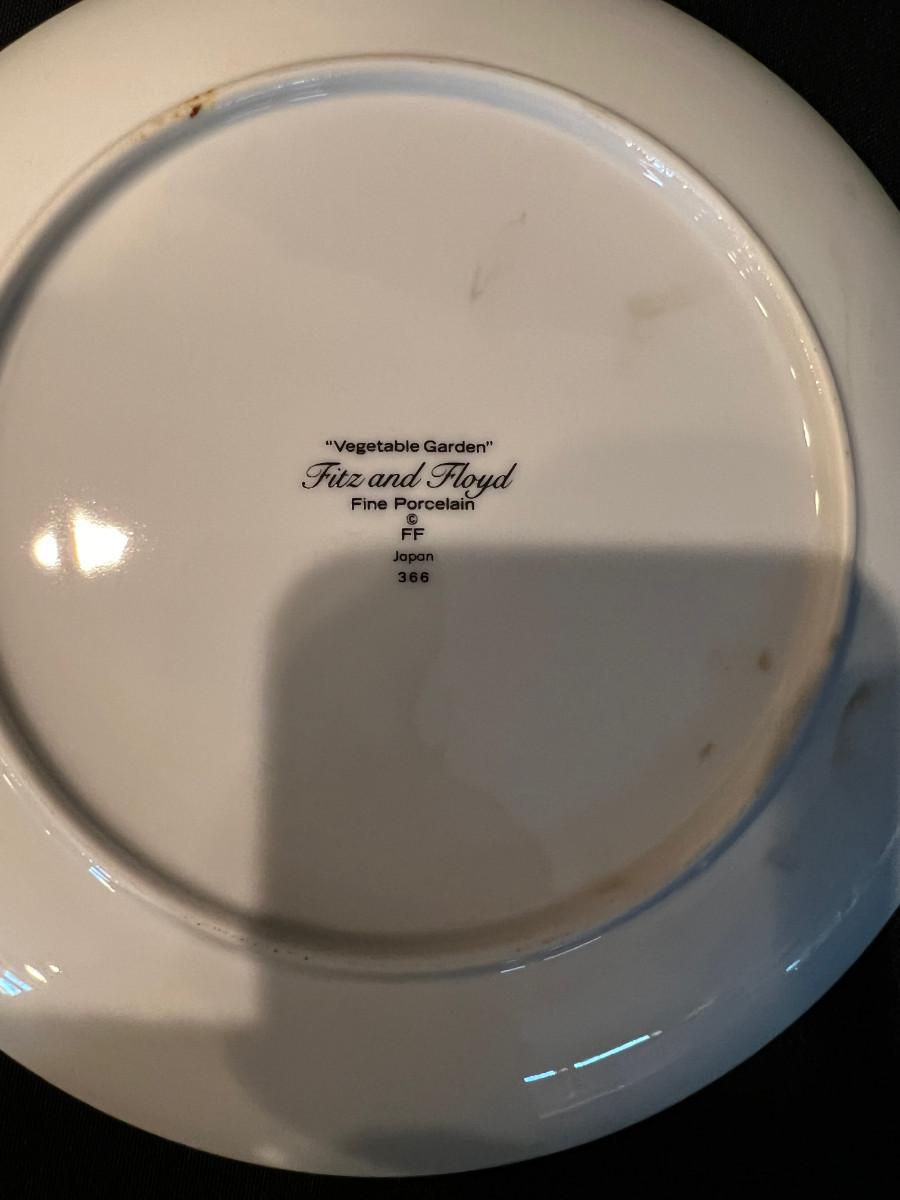 "Vegetable Garden"
Fitz and Floyd
Fine Porcelain
©
FF
Japan
366